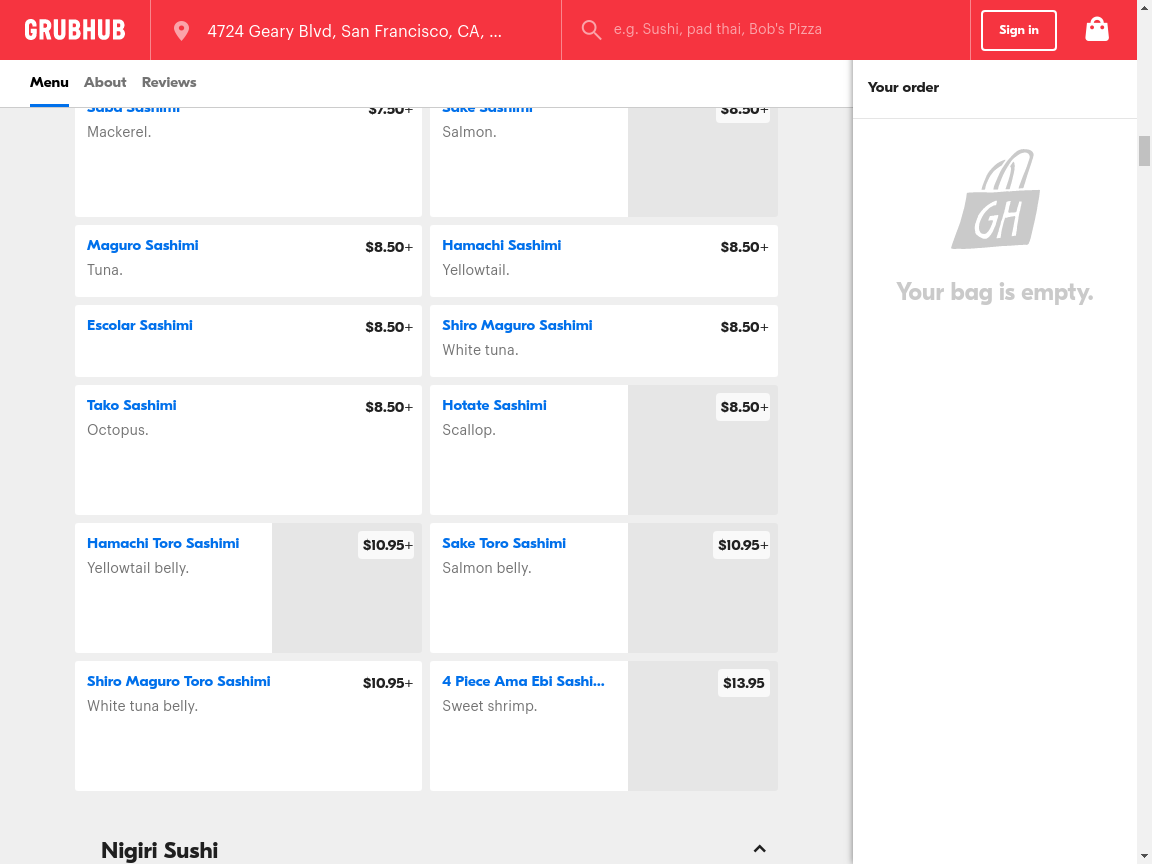 GRUBHUB
4724 Geary Blvd, San Francisco, CA, ...
e.g. Sushi, pad thai, Bob's Pizza
Sign in
Menu
About
Reviews
Your order
Saba Sashimi
$7.50+
Mackerel.
Sake Sashimi
$8.50+
Salmon.
Maguro Sashimi
$8.50+
Tuna.
Hamachi Sashimi
$8.50+
Yellowtail.
Escolar Sashimi
$8.50+
Shiro Maguro Sashimi
$8.50+
White tuna.
Tako Sashimi
$8.50+
Octopus.
Hotate Sashimi
$8.50+
Scallop.
Hamachi Toro Sashimi
$10.95+
Yellowtail belly.
Sake Toro Sashimi
$10.95+
Salmon belly.
Shiro Maguro Toro Sashimi
$10.95+
White tuna belly.
4 Piece Ama Ebi Sashi...
$13.95
Sweet shrimp.
Nigiri Sushi
GH
Your bag is empty.